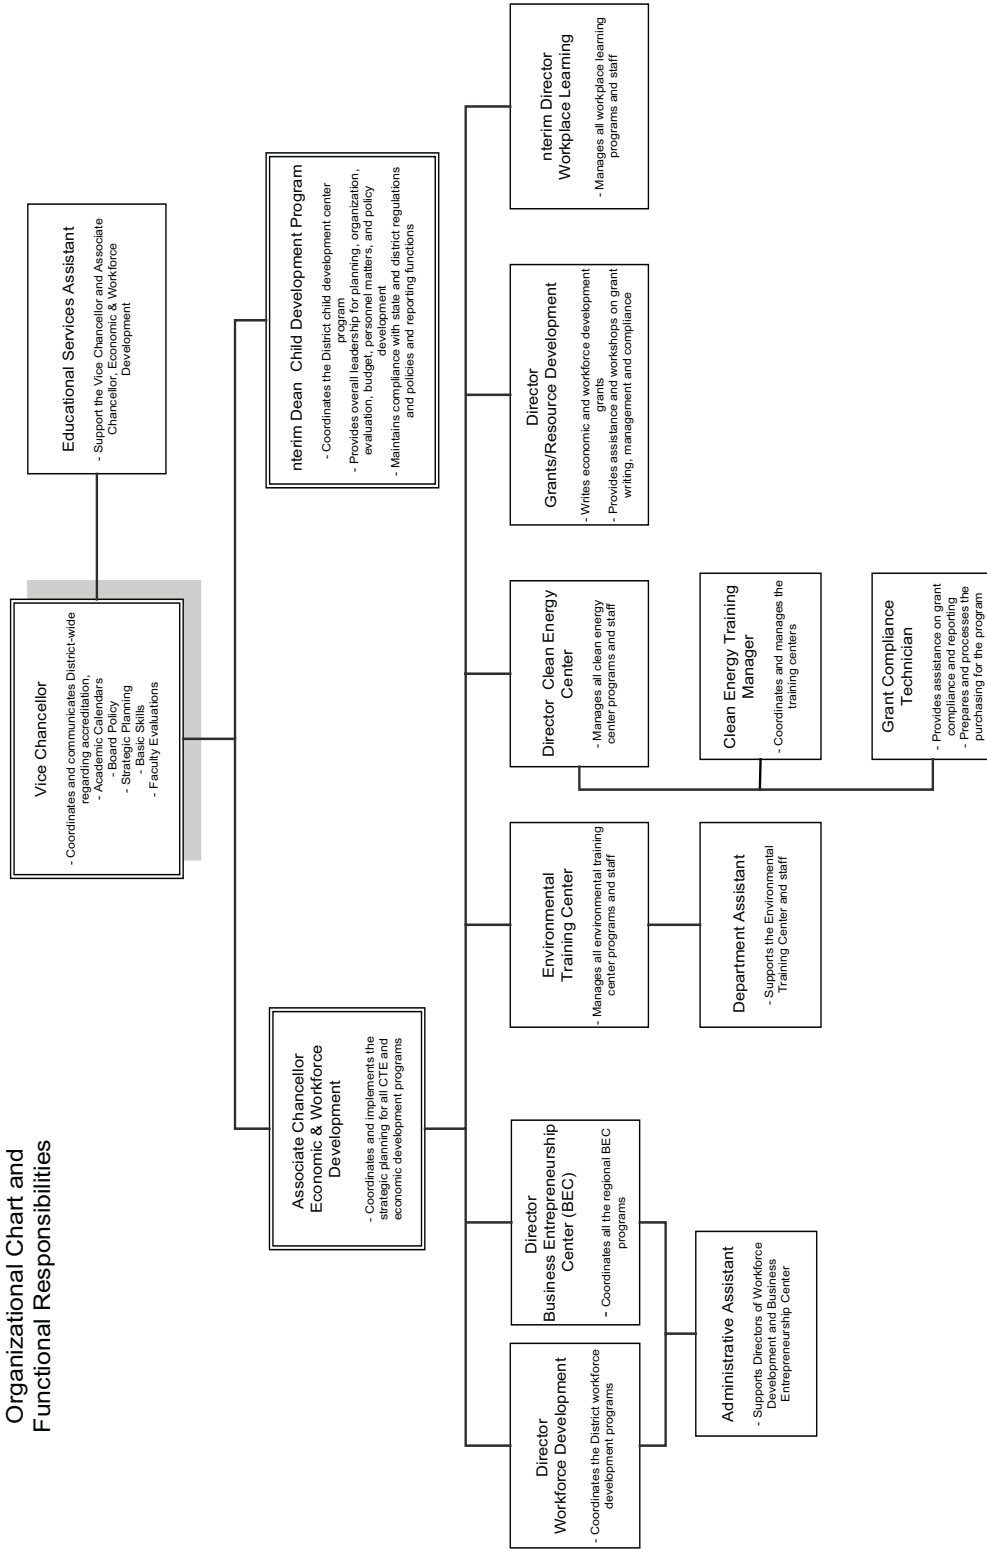 Organizational Chart and
Functional Responsibilities
Vice Chancellor
- Coordinates and communicates District-wide
regarding accreditation,
- Academic Calendars
- Board Policy
- Strategic Planning
- Basic Skills
- Faculty Evaluations
Educational Services Assistant
- Support the Vice Chancellor and Associate
Chancellor, Economic & Workforce
Development
Associate Chancellor
Economic & Workforce
Development
- Coordinates and implements the
strategic planning for all CTE and
economic development programs
nterim Dean Child Development Program
- Coordinates the District child development center
program
- Provides overall leadership for planning, organization,
evaluation, budget, personnel matters, and policy
development
- Maintains compliance with state and district regulations
and policies and reporting functions
Director
Workforce Development
- Coordinates the District workforce
development programs
Director
Business Entrepreneurship
Center (BEC)
- Coordinates all the regional BEC
programs
Environmental
Training Center
- Manages all environmental training
center programs and staff
Director Clean Energy
Center
- Manages all clean energy
center programs and staff
Director
Grants/Resource Development
- Writes economic and workforce development
grants
- Provides assistance and workshops on grant
writing, management and compliance
nterim Director
Workplace Learning
- Manages all workplace learning
programs and staff
Administrative Assistant
- Supports Directors of Workforce
Development and Business
Entrepreneurship Center
Department Assistant
- Supports the Environmental
Training Center and staff
Clean Energy Training
Manager
- Coordinates and manages the
training centers
Grant Compliance
Technician
- Provides assistance on grant
compliance and reporting
- Prepares and processes the
purchasing for the program